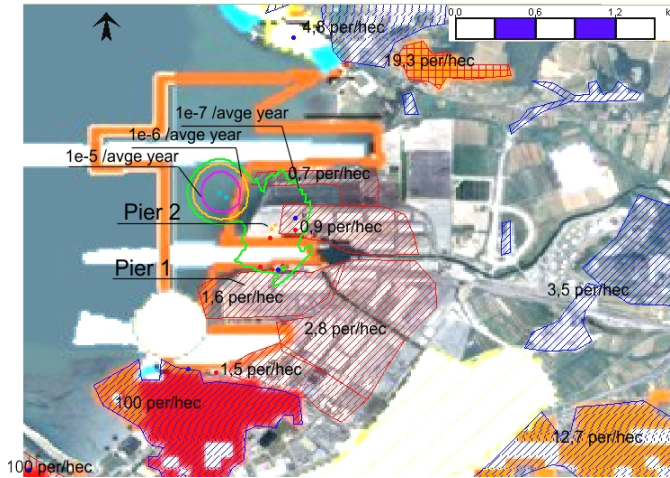 0,0
0,6
1,2
4,8 per/hec
19,3 per/hec
1e-7 /avge year
1e-6 /avge year
1e-5 /avge year
0,7 per/hec
Pier 2
0,9 per/hec
Pier 1
1,6 per/hec
3,5 per/hec
2,8 per/hec
1,5 per/hec
100 per/hec
12,7 per/hec
100 per/hec